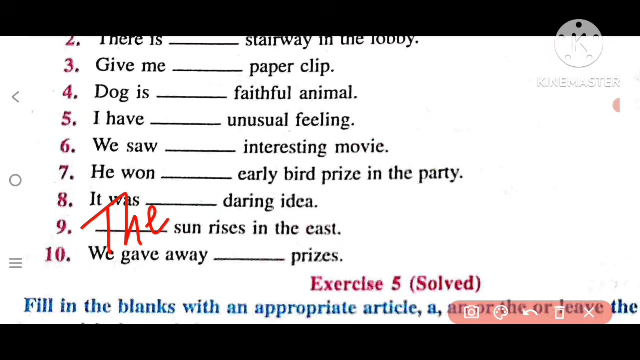 2. There is ________ stairway in the lobby.
3. Give me ________ paper clip.
4. Dog is ________ faithful animal.
5. I have ________ unusual feeling.
6. We saw ________ interesting movie.
7. He won ________ early bird prize in the party.
8. It was ________ daring idea.
9. The sun rises in the east.
10. We gave away ________ prizes.
Exercise 5 (Solved)
Fill in the blanks with an appropriate article, a, an or the or leave the
KINEMASTER